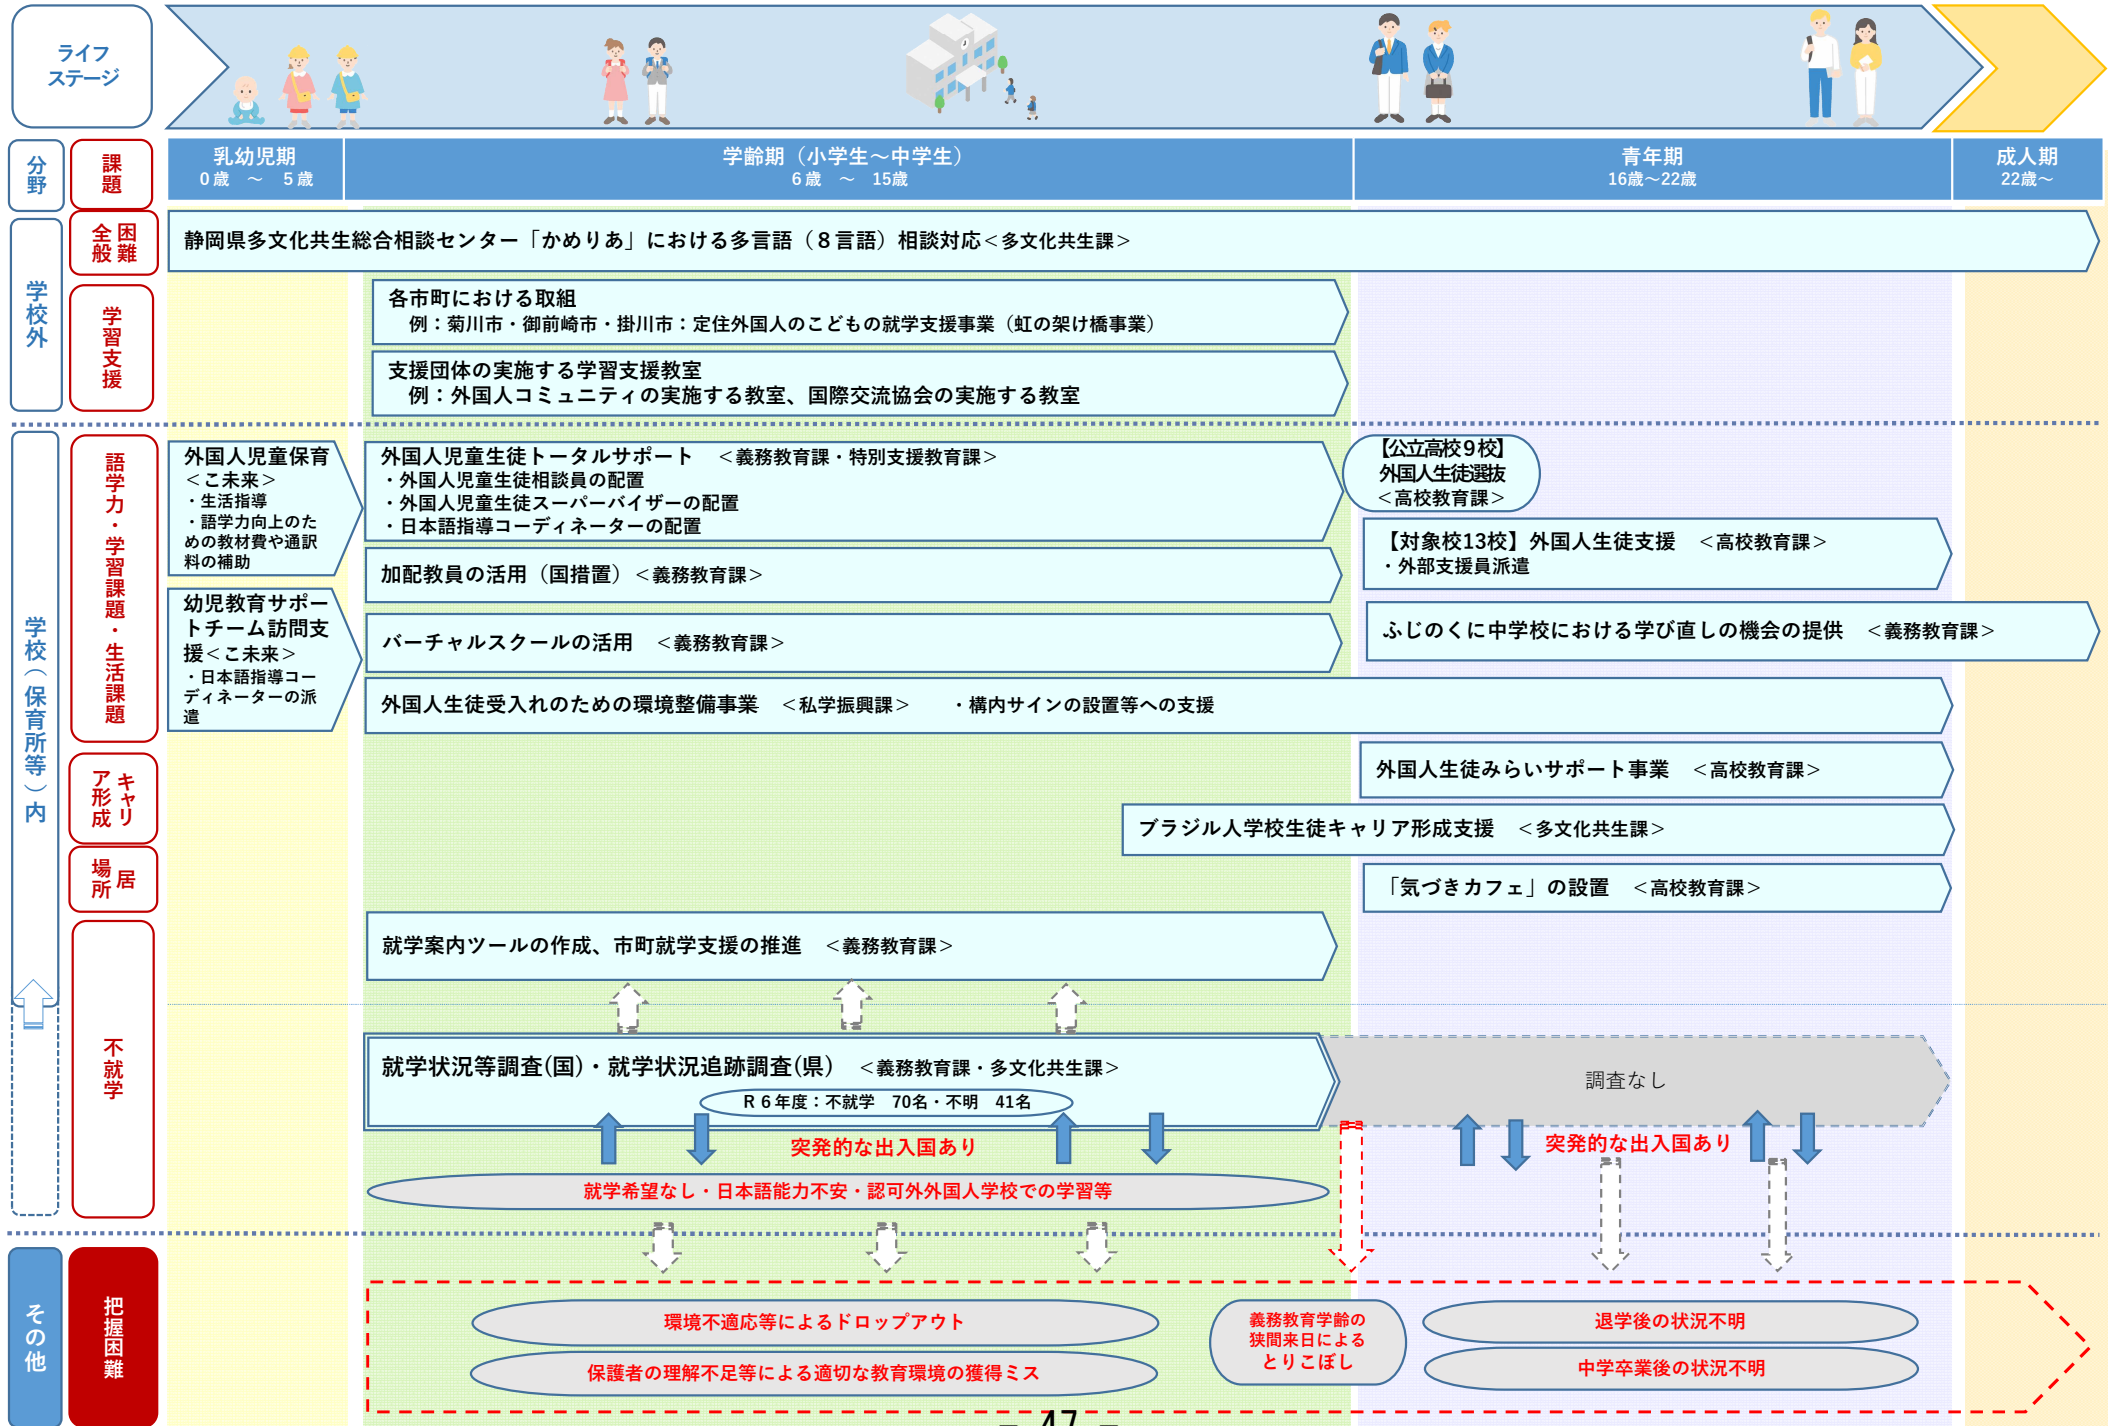 ライフ
ステージ
分野
課題
乳幼児期
0歳 ～ 5歳
学齢期（小学生～中学生）
6歳 ～ 15歳
青年期
16歳～22歳
成人期
22歳～
学校外
困難
全般
静岡県多文化共生総合相談センター「かめりあ」における多言語（８言語）相談対応＜多文化共生課＞
学習支援
各市町における取組
例：菊川市・御前崎市・掛川市：定住外国人のこどもの就学支援事業（虹の架け橋事業）
支援団体の実施する学習支援教室
例：外国人コミュニティの実施する教室、国際交流協会の実施する教室
学校（保育所等）内
語学力・学習課題・生活課題
外国人児童保育
＜こ未来＞
・生活指導
・語学力向上のた
めの教材費や通訳
料の補助
幼児教育サポー
トチーム訪問支
援＜こ未来＞
・日本語指導コー
ディネーターの派
遣
外国人児童生徒トータルサポート ＜義務教育課・特別支援教育課＞
・外国人児童生徒相談員の配置
・外国人児童生徒スーパーバイザーの配置
・日本語指導コーディネーターの配置
【公立高校９校】
外国人生徒選抜
＜高校教育課＞
【対象校13校】外国人生徒支援 ＜高校教育課＞
・外部支援員派遣
加配教員の活用（国措置）＜義務教育課＞
バーチャルスクールの活用 ＜義務教育課＞
ふじのくに中学校における学び直しの機会の提供 ＜義務教育課＞
外国人生徒受入れのための環境整備事業 ＜私学振興課＞ ・構内サインの設置等への支援
キャリ
ア形成
外国人生徒みらいサポート事業 ＜高校教育課＞
ブラジル人学校生徒キャリア形成支援 ＜多文化共生課＞
居
場所
「気づきカフェ」の設置 ＜高校教育課＞
不就学
就学案内ツールの作成、市町就学支援の推進 ＜義務教育課＞
就学状況等調査(国)・就学状況追跡調査(県) ＜義務教育課・多文化共生課＞
Ｒ６年度：不就学 70名・不明 41名
調査なし
突発的な出入国あり
突発的な出入国あり
就学希望なし・日本語能力不安・認可外外国人学校での学習等
その他
把握困難
環境不適応等によるドロップアウト
保護者の理解不足等による適切な教育環境の獲得ミス
義務教育学齢の
狭間来日による
とりこぼし
退学後の状況不明
中学卒業後の状況不明
－ 47 －